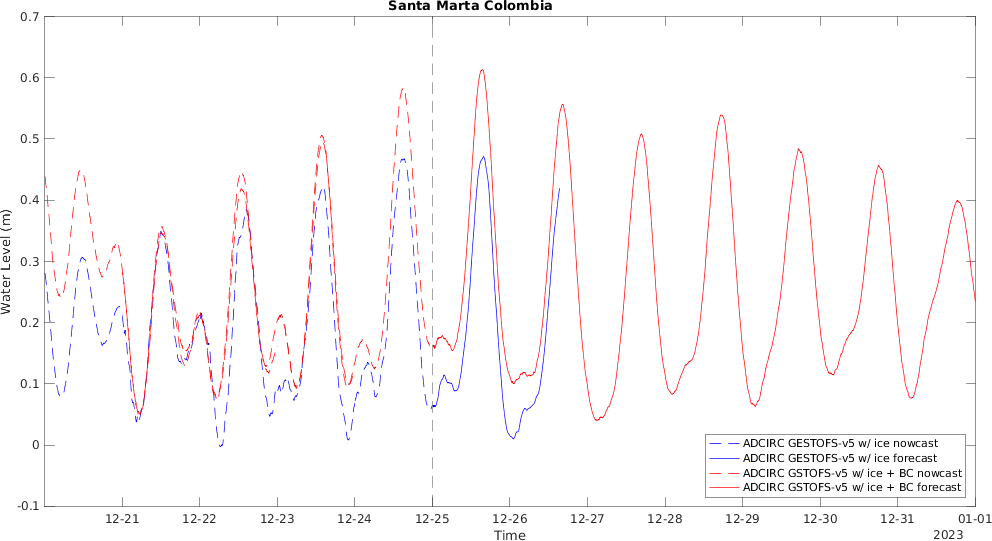 Santa Marta Colombia
0.7
0.6
0.5
0.4
0.3
0.2
0.1
0
-0.1
Water Level (m)
ADCIRC GESTOFS-v5 w/ ice nowcast
ADCIRC GESTOFS-v5 w/ ice forecast
ADCIRC GSTOFS-v5 w/ ice + BC nowcast
ADCIRC GSTOFS-v5 w/ ice + BC forecast
12-21 12-22 12-23 12-24 12-25 12-26 12-27 12-28 12-29 12-30 12-31 01-01
Time 2023